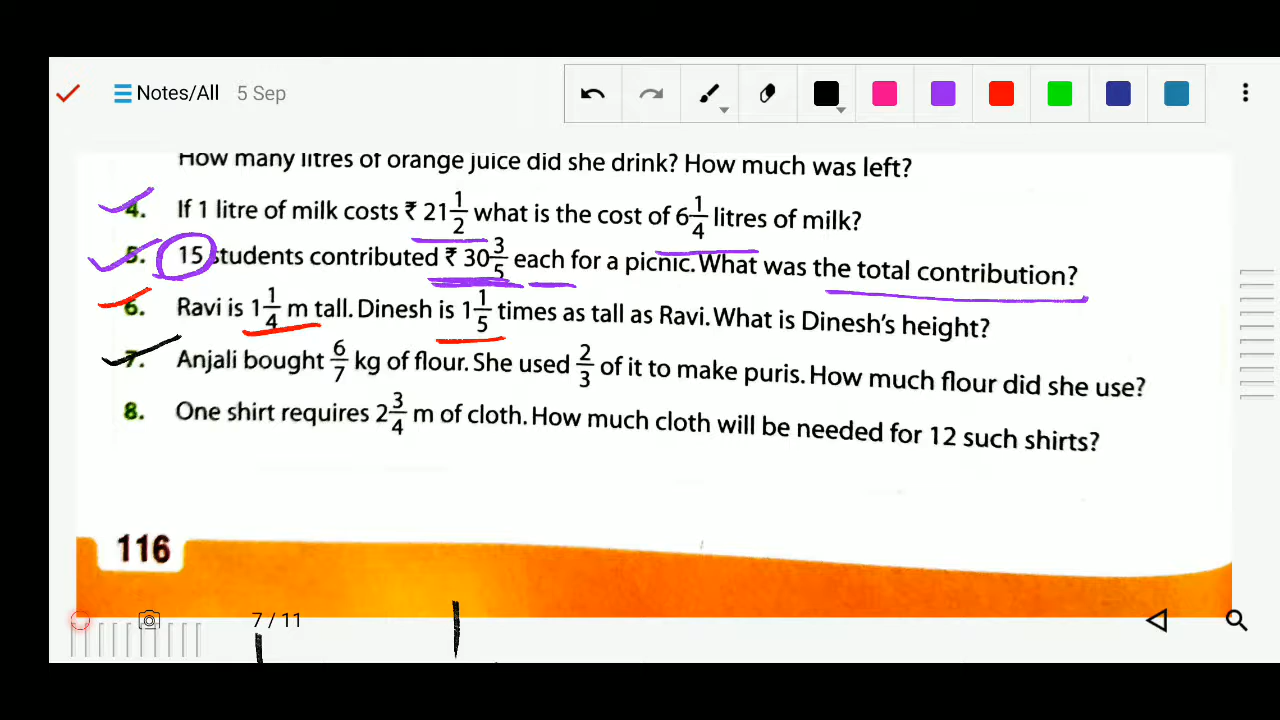 Notes/All 5 Sep
How many litres of orange juice did she drink? How much was left?
4. If 1 litre of milk costs ₹ 21 1/2 what is the cost of 6 1/4 litres of milk?
5. 15 students contributed ₹ 30 3/5 each for a picnic. What was the total contribution?
6. Ravi is 1 1/4 m tall. Dinesh is 1 1/5 times as tall as Ravi. What is Dinesh's height?
7. Anjali bought 6/7 kg of flour. She used 2/3 of it to make puris. How much flour did she use?
8. One shirt requires 2 3/4 m of cloth. How much cloth will be needed for 12 such shirts?
116
7 / 11